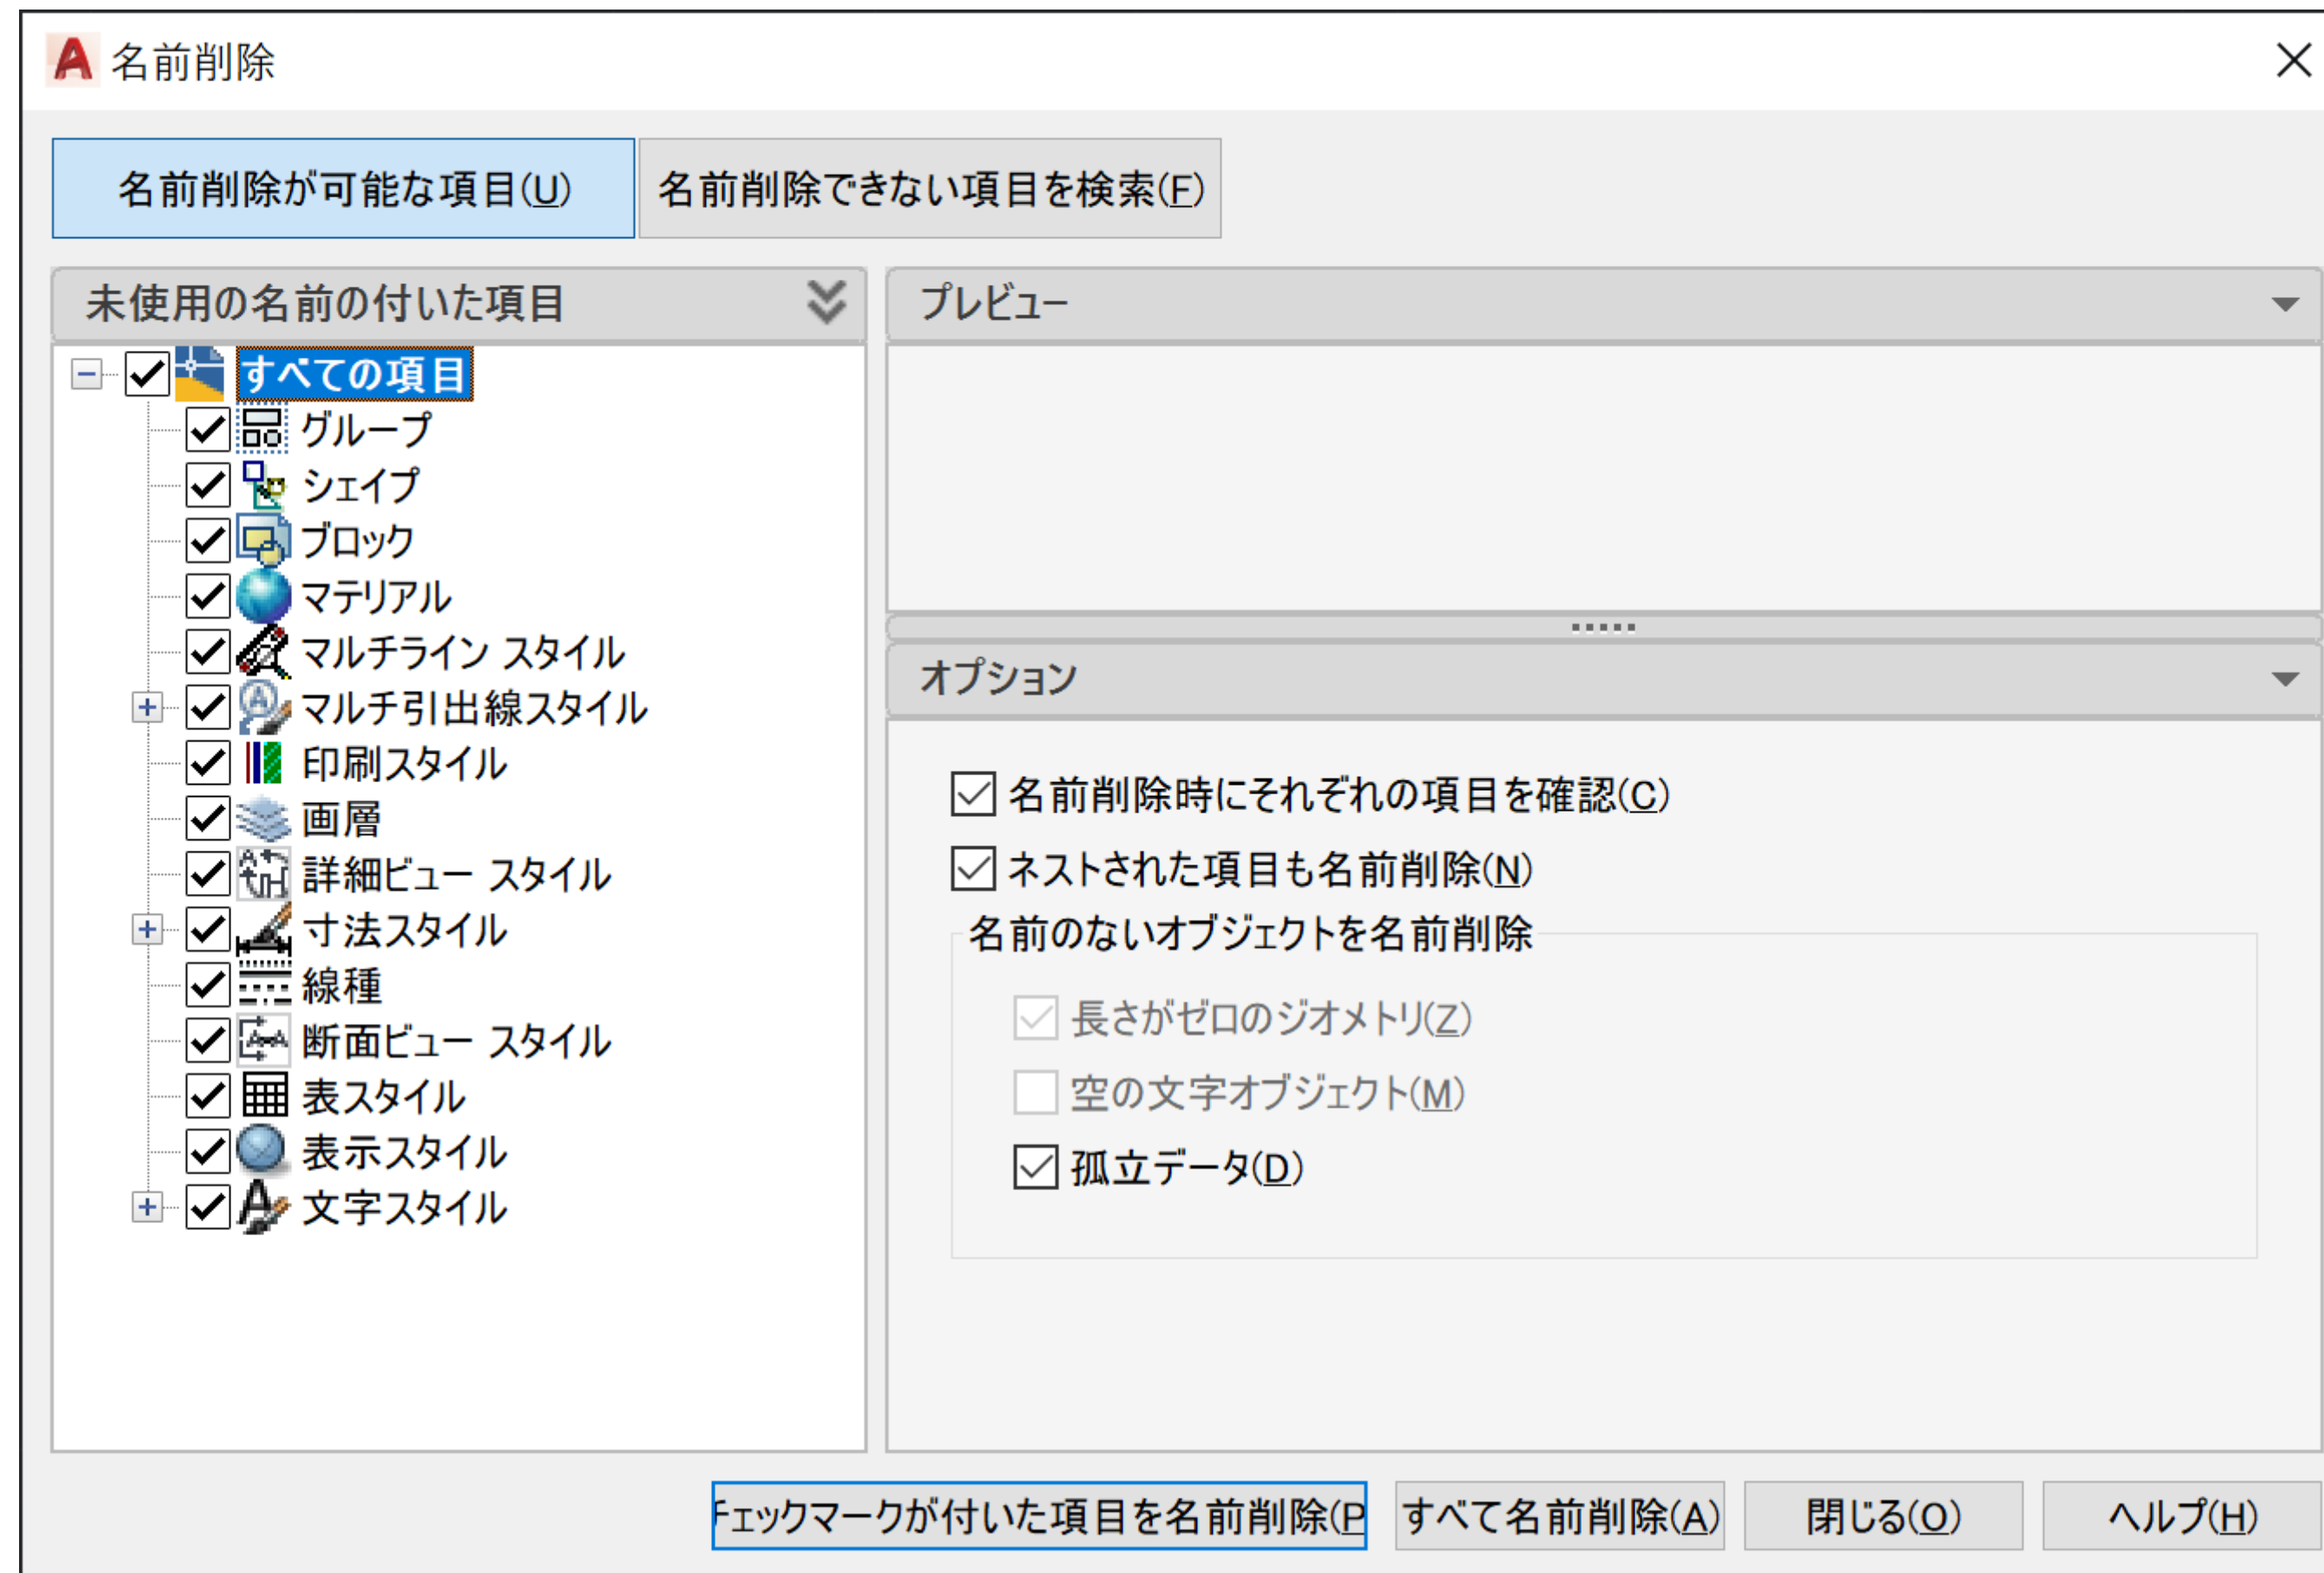 名前削除
名前削除が可能な項目(U)
名前削除できない項目を検索(F)
未使用の名前の付いた項目
すべての項目
グループ
シェイプ
ブロック
マテリアル
マルチライン スタイル
マルチ引出線スタイル
印刷スタイル
画層
詳細ビュー スタイル
寸法スタイル
線種
断面ビュー スタイル
表スタイル
表示スタイル
文字スタイル
プレビュー
オプション
名前削除時にそれぞれの項目を確認(C)
ネストされた項目も名前削除(N)
名前のないオブジェクトを名前削除
長さがゼロのジオメトリ(Z)
空の文字オブジェクト(M)
孤立データ(D)
チェックマークが付いた項目を名前削除(P
すべて名前削除(A)
閉じる(O)
ヘルプ(H)